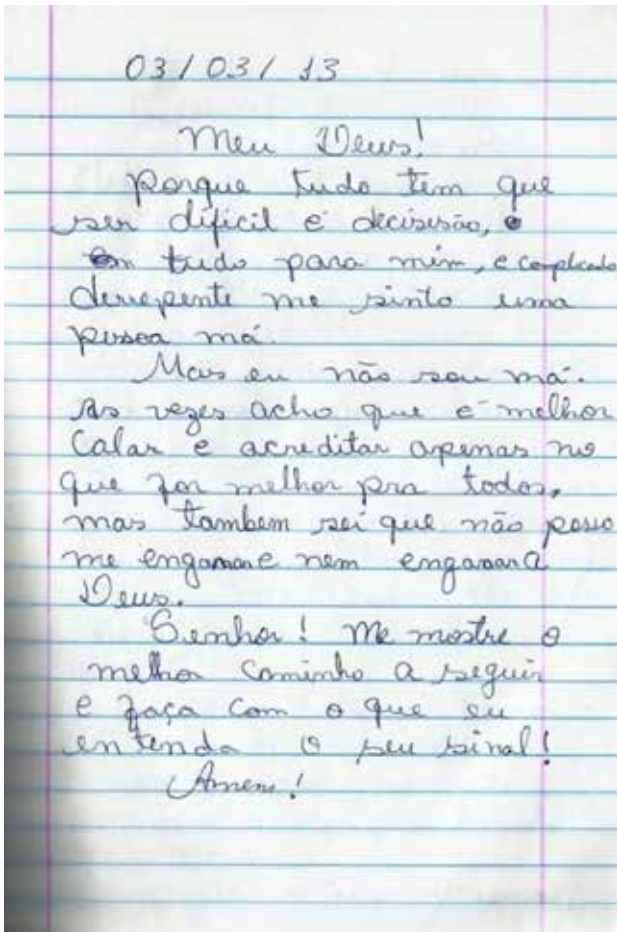 03/03/13
Meu Deus!
Porque tudo tem que
ser dificil e decisisão, e
em tudo para mim, e complicado
derrepente me sinto uma
pessoa má.
Mais eu não sou má.
As vezes acho que é melhor
Calar e acreditar apenas no
que for melhor pra todos,
mas tambem sei que não posso
me enganar e nem enganar a
Deus.
Senhor! Me mostre o
melhor caminho a seguir
e faça com o que eu
entenda o seu sinal!
Amem!